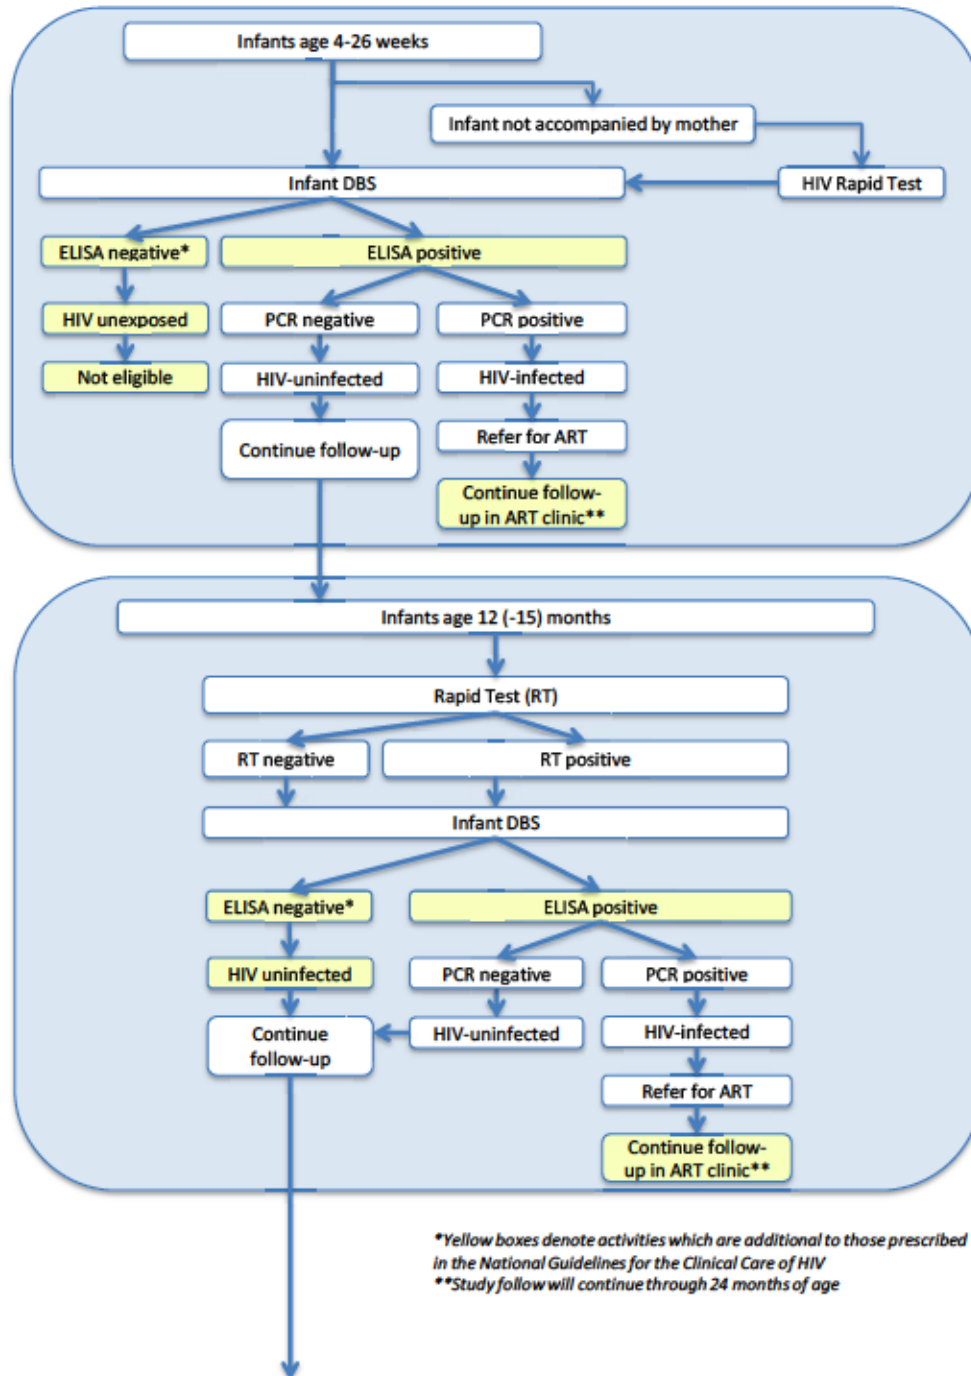 Infants age 4-26 weeks
Infant not accompanied by mother
Infant DBS
HIV Rapid Test
ELISA negative*
ELISA positive
HIV unexposed
PCR negative
PCR positive
Not eligible
HIV-uninfected
HIV-infected
Continue follow-up
Refer for ART
Continue follow-
up in ART clinic**
Infants age 12 (-15) months
Rapid Test (RT)
RT negative
RT positive
Infant DBS
ELISA negative*
ELISA positive
HIV uninfected
PCR negative
PCR positive
Continue
follow-up
HIV-uninfected
HIV-infected
Refer for ART
Continue follow-
up in ART clinic**
*Yellow boxes denote activities which are additional to those prescribed
in the National Guidelines for the Clinical Care of HIV
**Study follow will continue through 24 months of age